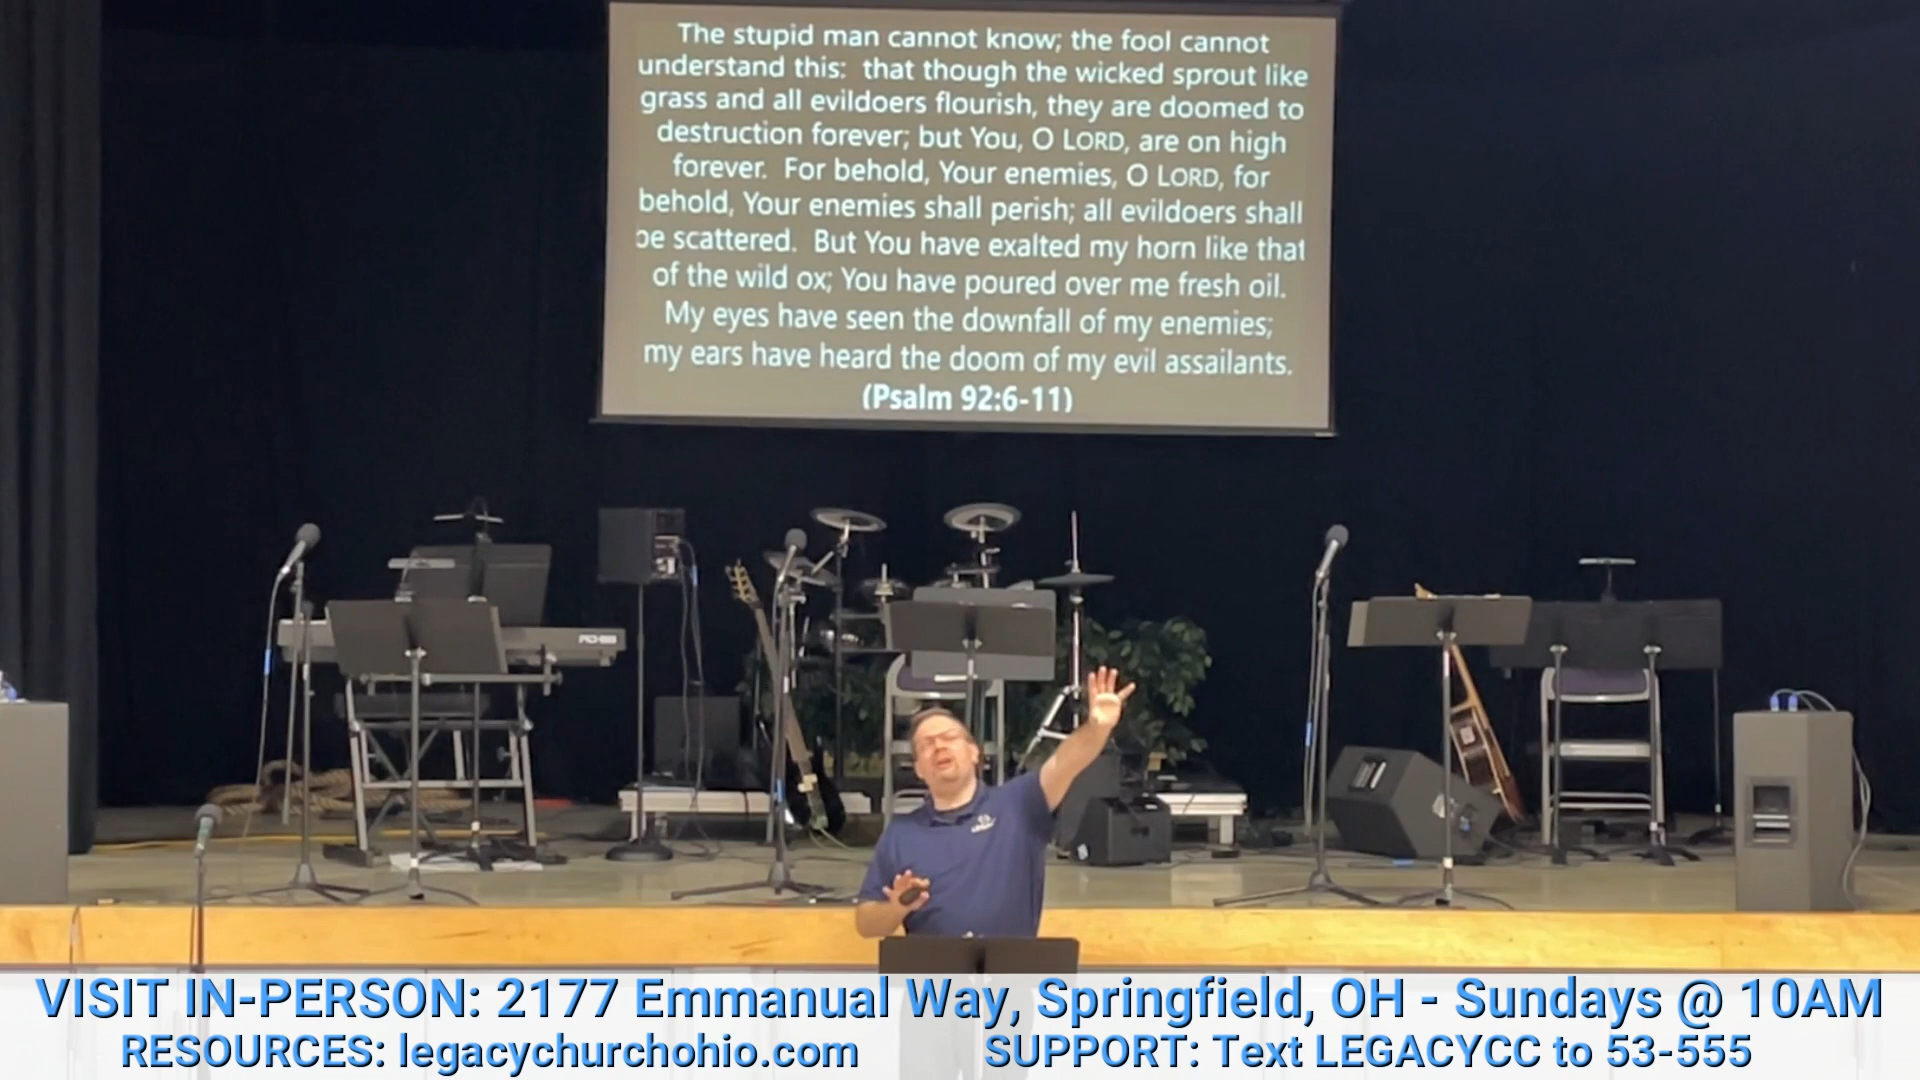 The stupid man cannot know; the fool cannot
understand this: that though the wicked sprout like
grass and all evildoers flourish, they are doomed to
destruction forever; but You, O LORD, are on high
forever. For behold, Your enemies, O LORD, for
behold, Your enemies shall perish; all evildoers shall
be scattered. But You have exalted my horn like that
of the wild ox; You have poured over me fresh oil.
My eyes have seen the downfall of my enemies;
my ears have heard the doom of my evil assailants.
(Psalm 92:6-11)
VISIT IN-PERSON: 2177 Emmanual Way, Springfield, OH - Sundays @ 10AM
RESOURCES: legacychurchohio.com SUPPORT: Text LEGACYCC to 53-555